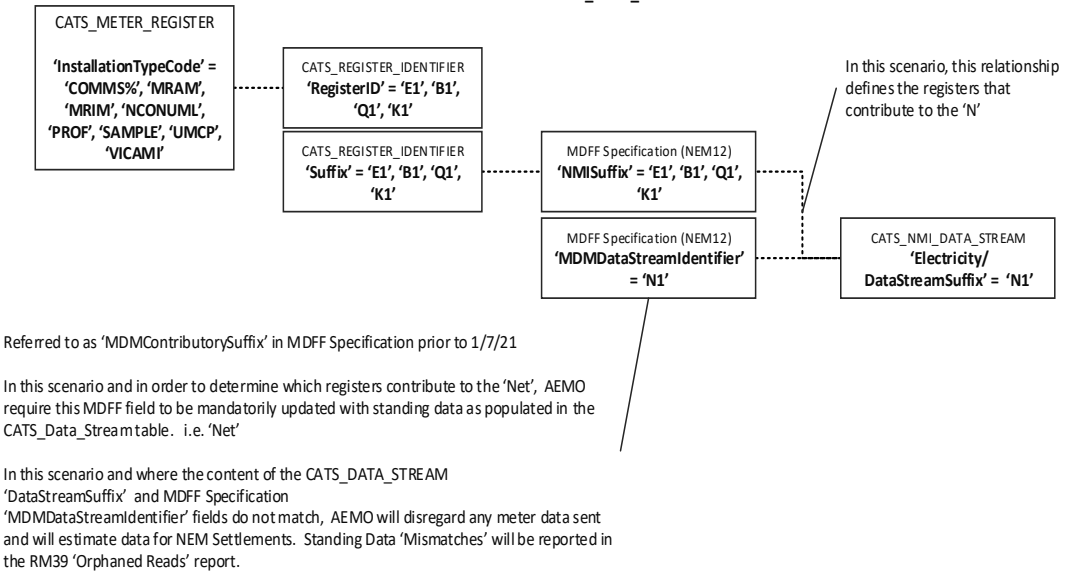 CATS_METER_REGISTER
'InstallationTypeCode' =
'COMMS%', 'MRAM',
'MRIM', 'NCONUML',
'PROF', 'SAMPLE', 'UMCP',
'VICAMI'
CATS_REGISTER_IDENTIFIER
'RegisterID' = 'E1', 'B1',
'Q1', 'K1'
CATS_REGISTER_IDENTIFIER
'Suffix' = 'E1', 'B1', 'Q1',
'K1'
MDFF Specification (NEM12)
'NMISuffix' = 'E1', 'B1', 'Q1',
'K1'
MDFF Specification (NEM12)
'MDMDataStreamIdentifier'
= 'N1'
In this scenario, this relationship
defines the registers that
contribute to the 'N'
CATS_NMI_DATA_STREAM
'Electricity/
DataStreamSuffix' = 'N1'
Referred to as 'MDMContributorySuffix' in MDFF Specification prior to 1/7/21
In this scenario and in order to determine which registers contribute to the 'Net', AEMO
require this MDFF field to be mandatorily updated with standing data as populated in the
CATS_Data_Stream table. i.e. 'Net'
In this scenario and where the content of the CATS_DATA_STREAM
'DataStreamSuffix' and MDFF Specification
'MDMDataStreamIdentifier' fields do not match, AEMO will disregard any meter data sent
and will estimate data for NEM Settlements. Standing Data 'Mismatches' will be reported in
the RM39 'Orphaned Reads' report.